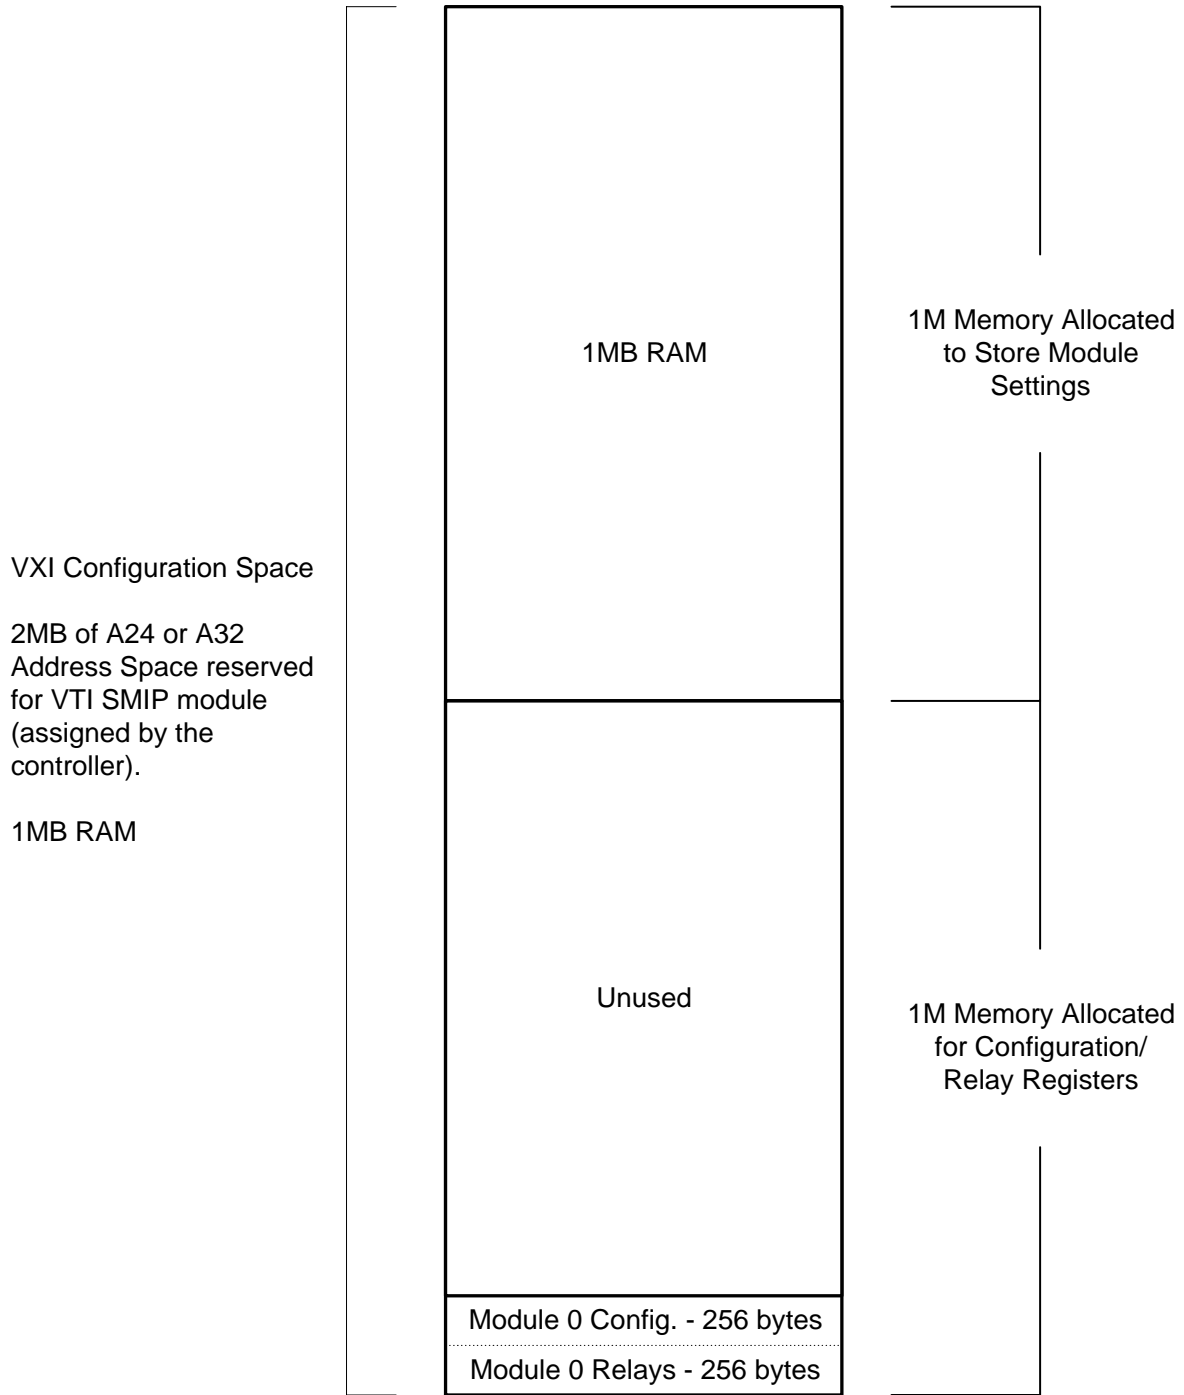 1MB RAM
1M Memory Allocated
to Store Module
Settings
VXI Configuration Space
2MB of A24 or A32
Address Space reserved
for VTI SMIP module
(assigned by the
controller).
1MB RAM
Unused
1M Memory Allocated
for Configuration/
Relay Registers
Module 0 Config. - 256 bytes
Module 0 Relays - 256 bytes